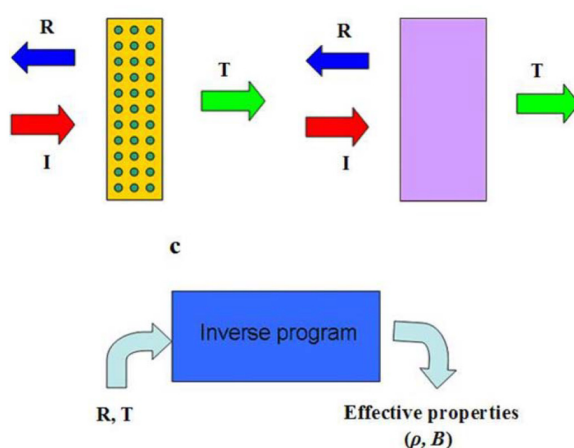 R
T
I
R
T
I
c
Inverse program
R, T
Effective properties
(ρ, B)